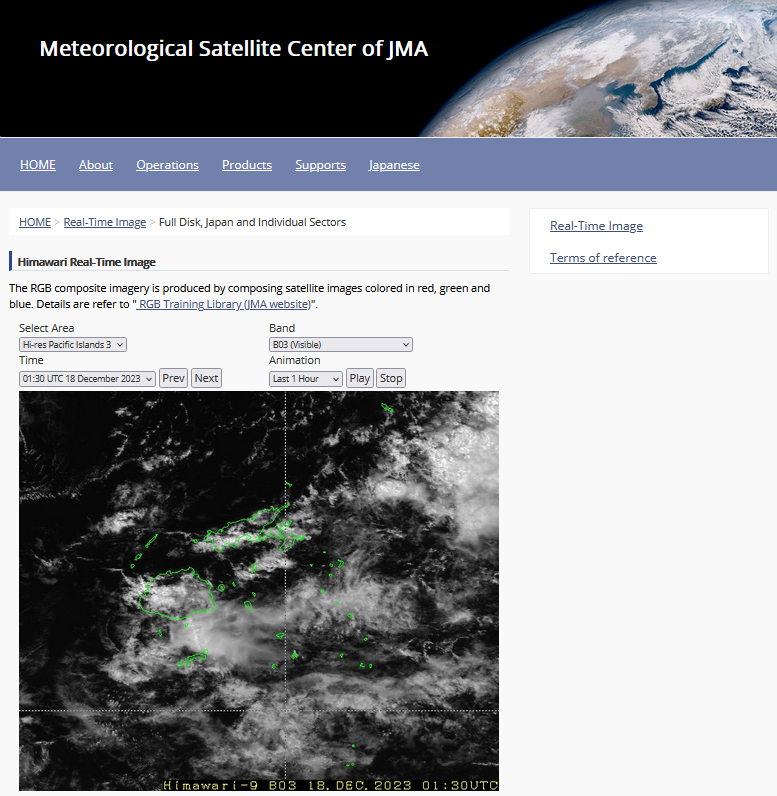 Meteorological Satellite Center of JMA
HOME About Operations Products Supports Japanese
HOME > Real-Time Image > Full Disk, Japan and Individual Sectors
Real-Time Image
Terms of reference
Himawari Real-Time Image
The RGB composite imagery is produced by composing satellite images colored in red, green and
blue. Details are refer to " RGB Training Library (JMA website)".
Select Area Band
Hi-res Pacific Islands 3 B03 (Visible)
Time Animation
01:30 UTC 18 December 2023 Prev Next Last 1 Hour Play Stop
Himawari-9 B03 18.DEC.2023 01:30UTC